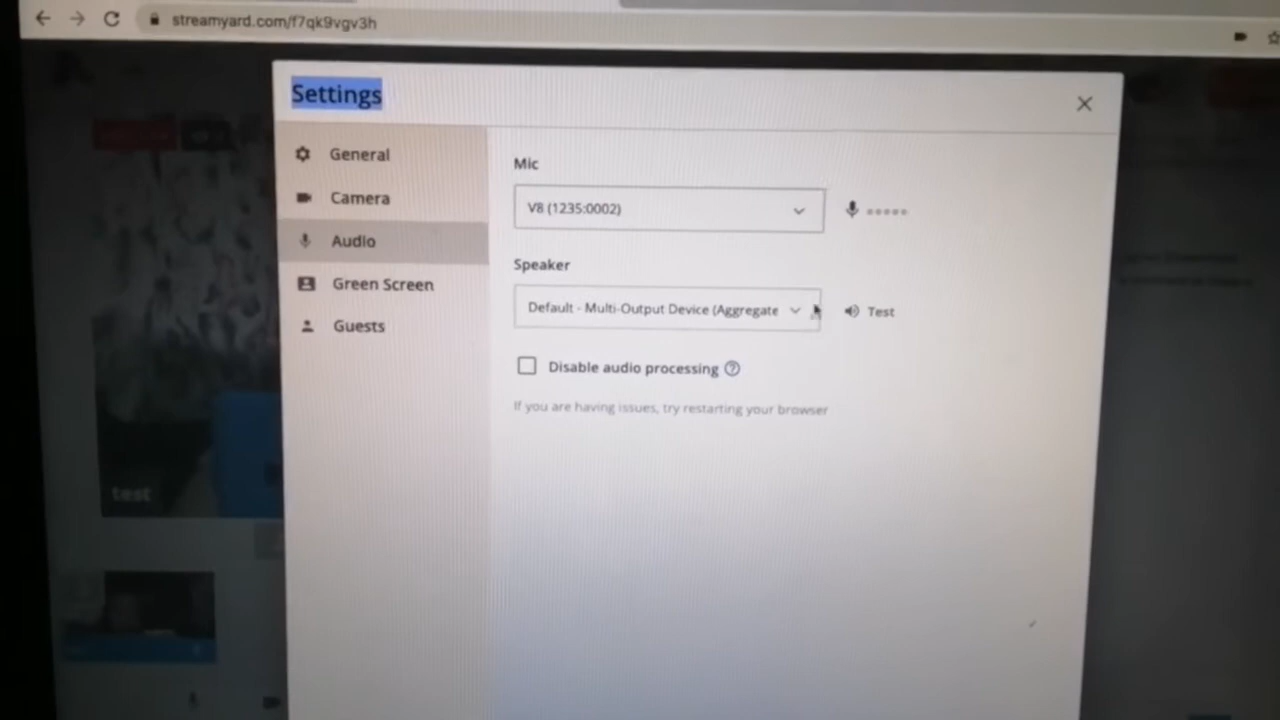 streamyard.com/f7qk9vgv3h
Settings
General
Camera
Audio
Green Screen
Guests
Mic
V8 (1235:0002)
Speaker
Default - Multi-Output Device (Aggregate
Test
Disable audio processing
If you are having issues, try restarting your browser
test